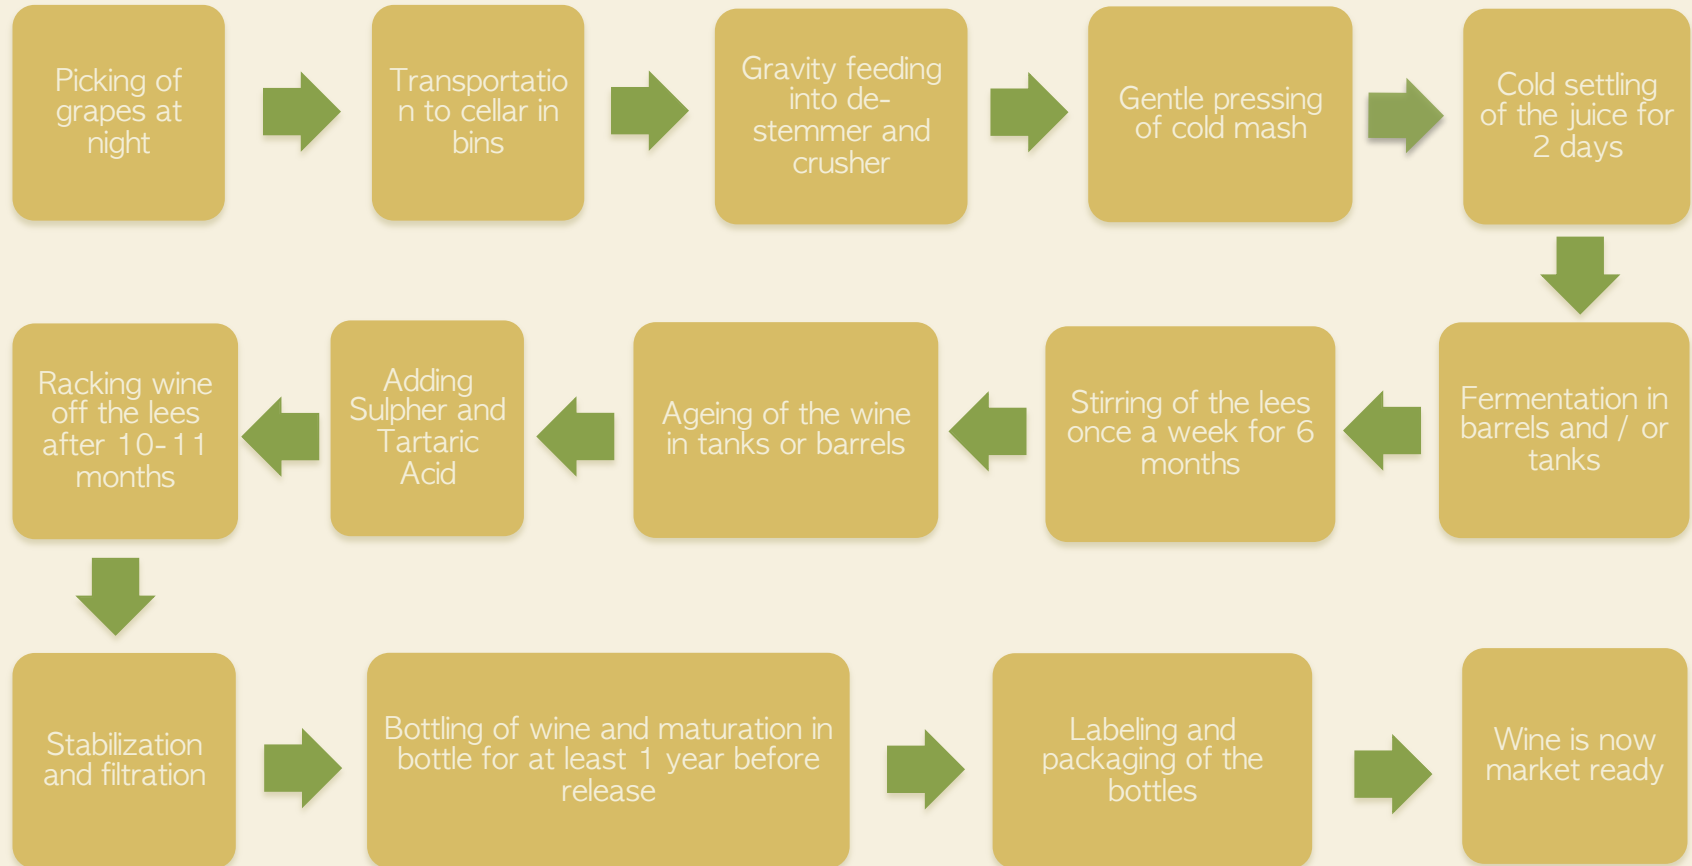 Picking of
grapes at
night
Transportatio
n to cellar in
bins
Gravity feeding
into de-
stemmer and
crusher
Gentle pressing
of cold mash
Cold settling
of the juice for
2 days
Fermentation in
barrels and / or
tanks
Stirring of the lees
once a week for 6
months
Ageing of the wine
in tanks or barrels
Adding
Sulpher and
Tartaric
Acid
Racking wine
off the lees
after 10-11
months
Stabilization
and filtration
Bottling of wine and maturation in
bottle for at least 1 year before
release
Labeling and
packaging of the
bottles
Wine is now
market ready